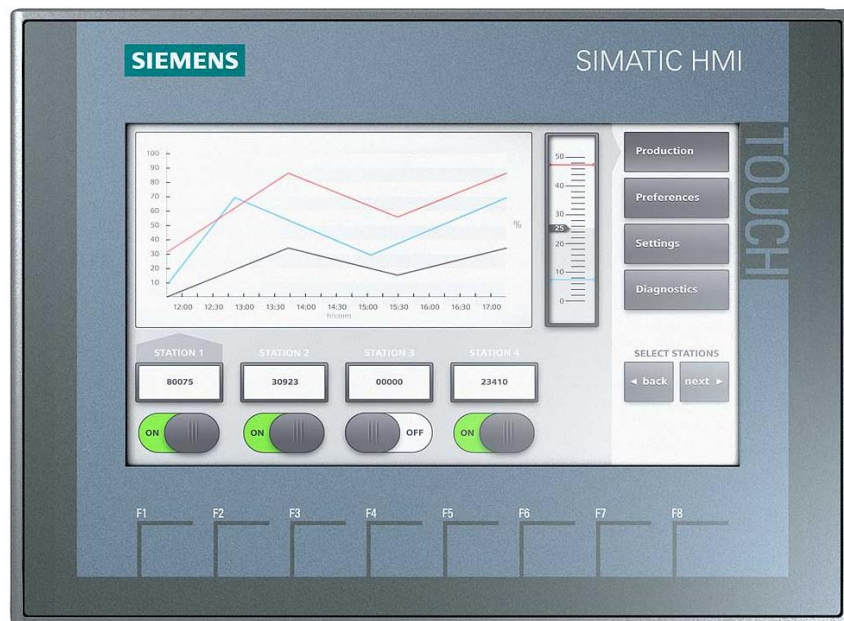 SIEMENS
SIMATIC HMI
TOUCH
100
90
80
70
60
50
40
30
20
10
%
12:00 12:30 13:00 13:30 14:00 14:30 15:00 15:30 16:00 16:30 17:00
hh:mm
50
40
30
25
20
10
0
Production
Preferences
Settings
Diagnostics
SELECT STATIONS
◄ back next ►
STATION 1 STATION 2 STATION 3 STATION 4
80075 30923 00000 23410
ON ON OFF ON
F1 F2 F3 F4 F5 F6 F7 F8